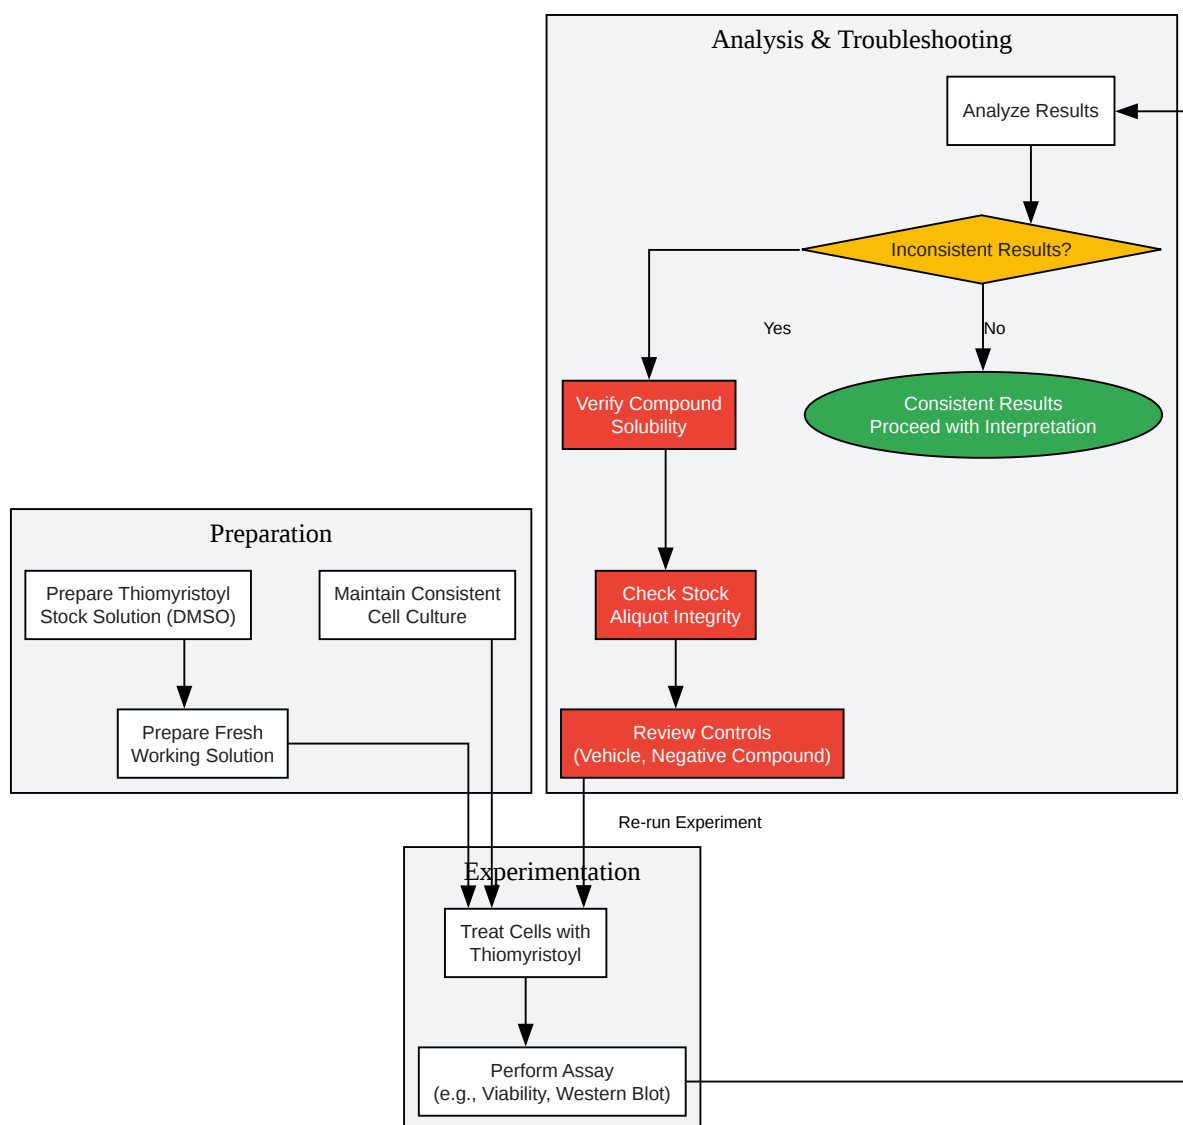 Analysis & Troubleshooting
Analyze Results
Inconsistent Results?
Yes
No
Verify Compound
Solubility
Consistent Results
Proceed with Interpretation
Check Stock
Aliquot Integrity
Review Controls
(Vehicle, Negative Compound)
Preparation
Prepare Thiomyristoyl
Stock Solution (DMSO)
Maintain Consistent
Cell Culture
Prepare Fresh
Working Solution
Re-run Experiment
Experimentation
Treat Cells with
Thiomyristoyl
Perform Assay
(e.g., Viability, Western Blot)